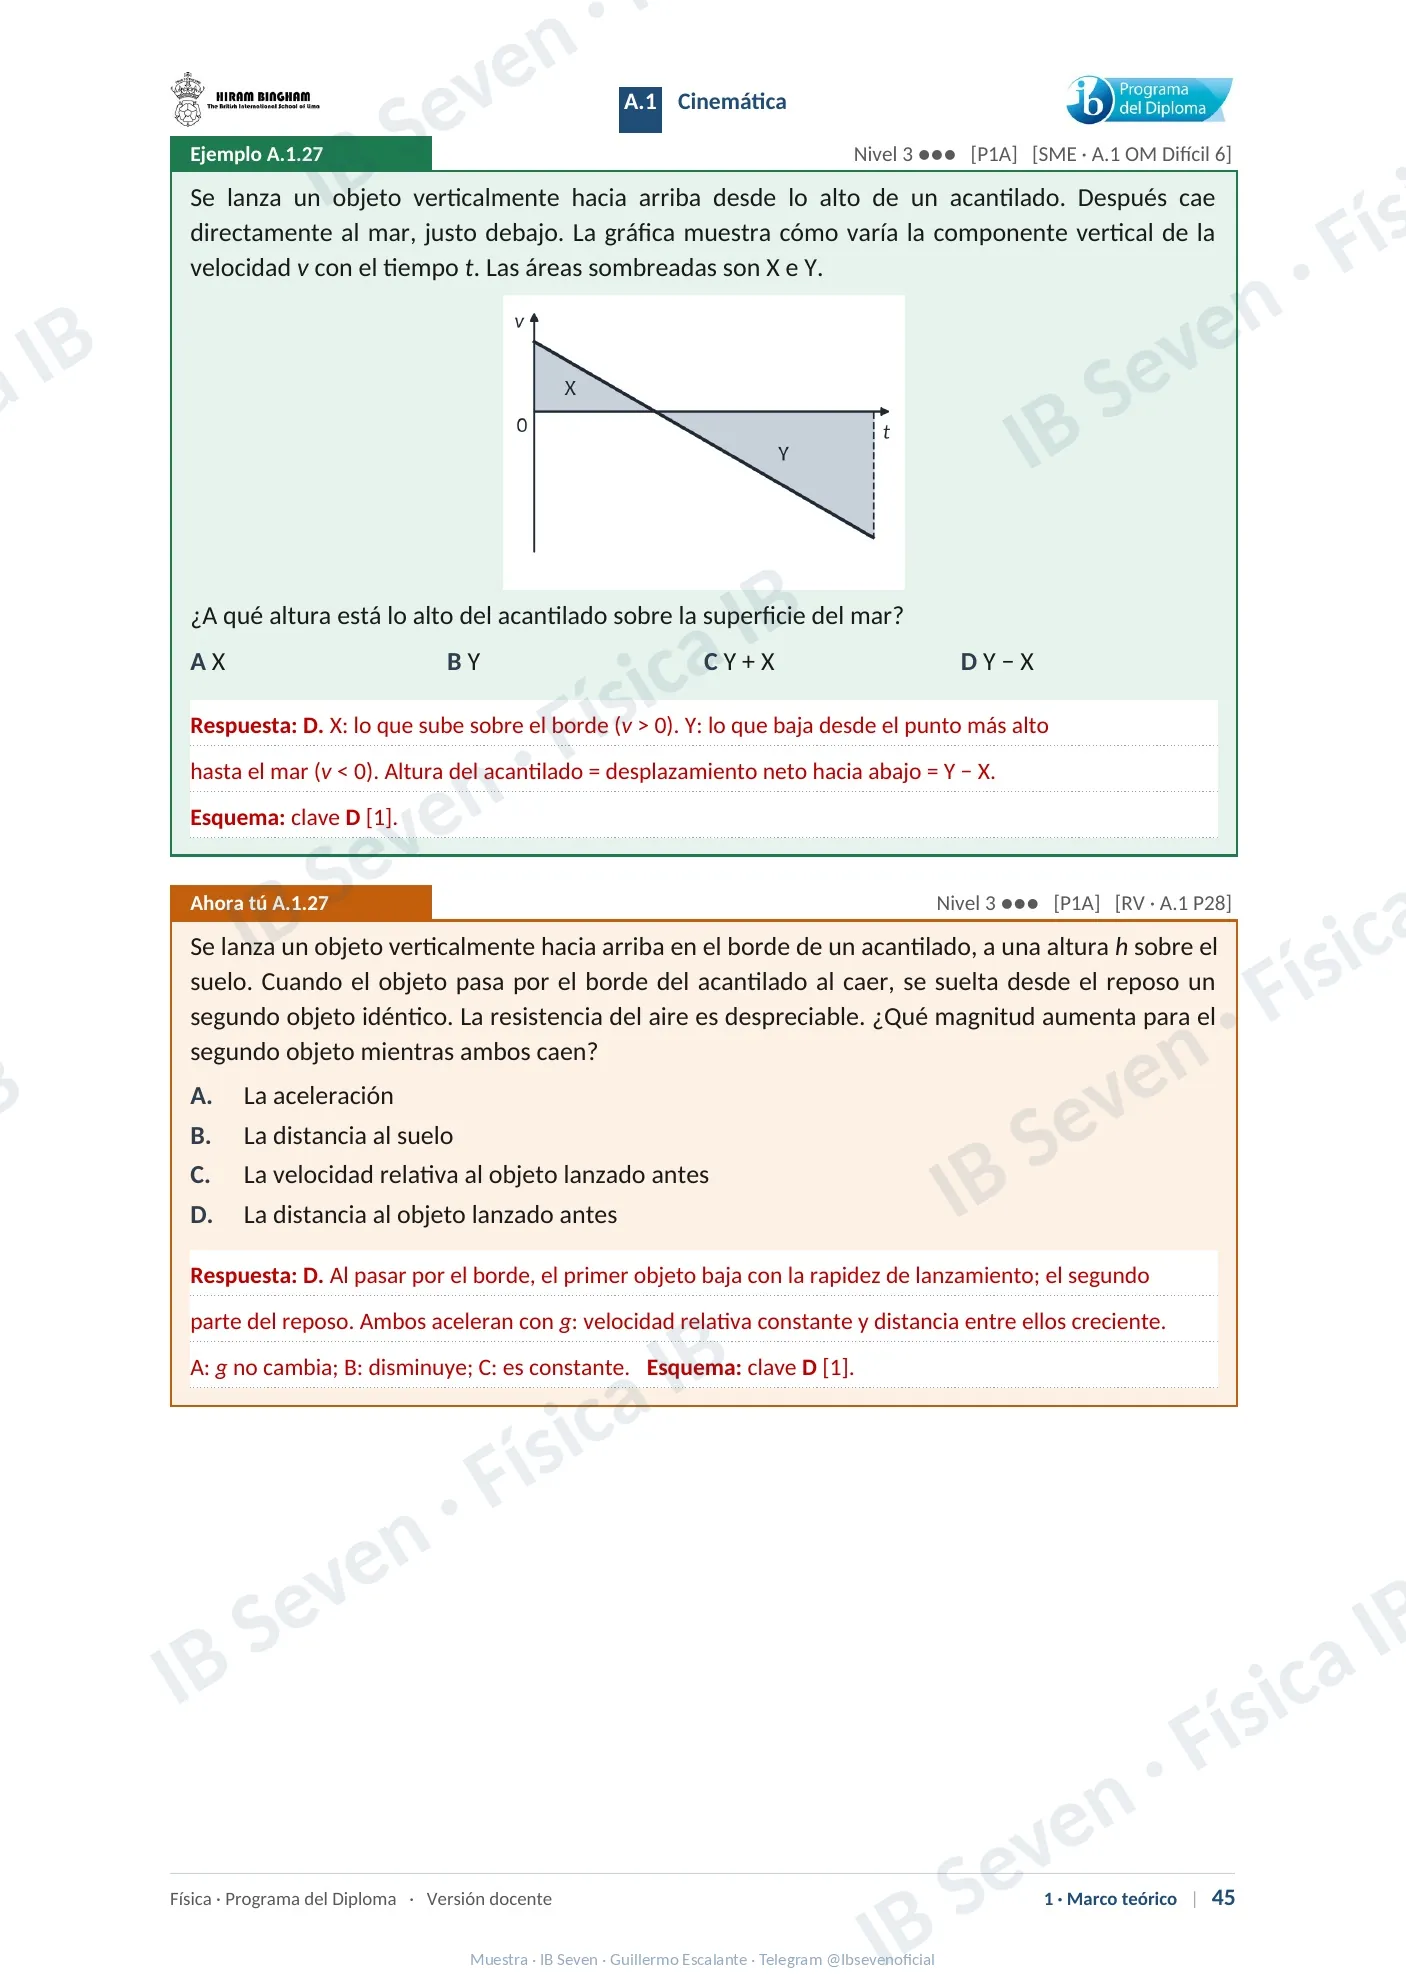 HIRAM BINGHAM
The British International School of Lima
A.1 Cinemática
Programa
del Diploma
Ejemplo A.1.27
Nivel 3 ●●● [P1A] [SME · A.1 OM Difícil 6]
Se lanza un objeto verticalmente hacia arriba desde lo alto de un acantilado. Después cae
directamente al mar, justo debajo. La gráfica muestra cómo varía la componente vertical de la
velocidad v con el tiempo t. Las áreas sombreadas son X e Y.
v
X
0
t
Y
¿A qué altura está lo alto del acantilado sobre la superficie del mar?
A X B Y C Y + X D Y − X
Respuesta: D. X: lo que sube sobre el borde (v > 0). Y: lo que baja desde el punto más alto
hasta el mar (v < 0). Altura del acantilado = desplazamiento neto hacia abajo = Y − X.
Esquema: clave D [1].
Ahora tú A.1.27
Nivel 3 ●●● [P1A] [RV · A.1 P28]
Se lanza un objeto verticalmente hacia arriba en el borde de un acantilado, a una altura h sobre el
suelo. Cuando el objeto pasa por el borde del acantilado al caer, se suelta desde el reposo un
segundo objeto idéntico. La resistencia del aire es despreciable. ¿Qué magnitud aumenta para el
segundo objeto mientras ambos caen?
A. La aceleración
B. La distancia al suelo
C. La velocidad relativa al objeto lanzado antes
D. La distancia al objeto lanzado antes
Respuesta: D. Al pasar por el borde, el primer objeto baja con la rapidez de lanzamiento; el segundo
parte del reposo. Ambos aceleran con g: velocidad relativa constante y distancia entre ellos creciente.
A: g no cambia; B: disminuye; C: es constante. Esquema: clave D [1].
Física · Programa del Diploma · Versión docente
1 · Marco teórico | 45
Muestra · IB Seven · Guillermo Escalante · Telegram @Ibsevenoficial
IB Seven · Física IB